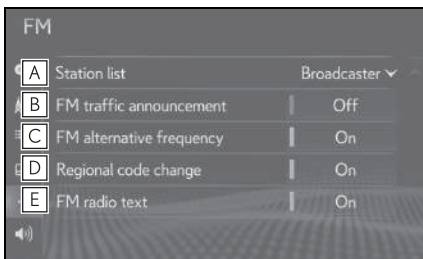 FM
A Station list Broadcaster
B FM traffic announcement Off
C FM alternative frequency On
D Regional code change On
E FM radio text On